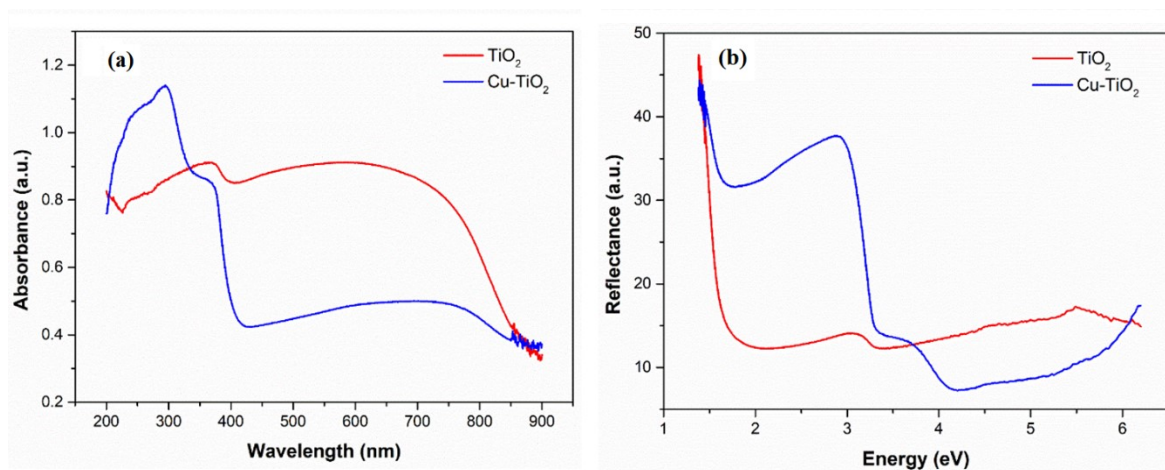 (a)
TiO₂
Cu-TiO₂
1.2
1.0
0.8
0.6
0.4
0.2
Absorbance (a.u.)
200 300 400 500 600 700 800 900
Wavelength (nm)
(b)
TiO₂
Cu-TiO₂
50
40
30
20
10
Reflectance (a.u.)
1 2 3 4 5 6
Energy (eV)